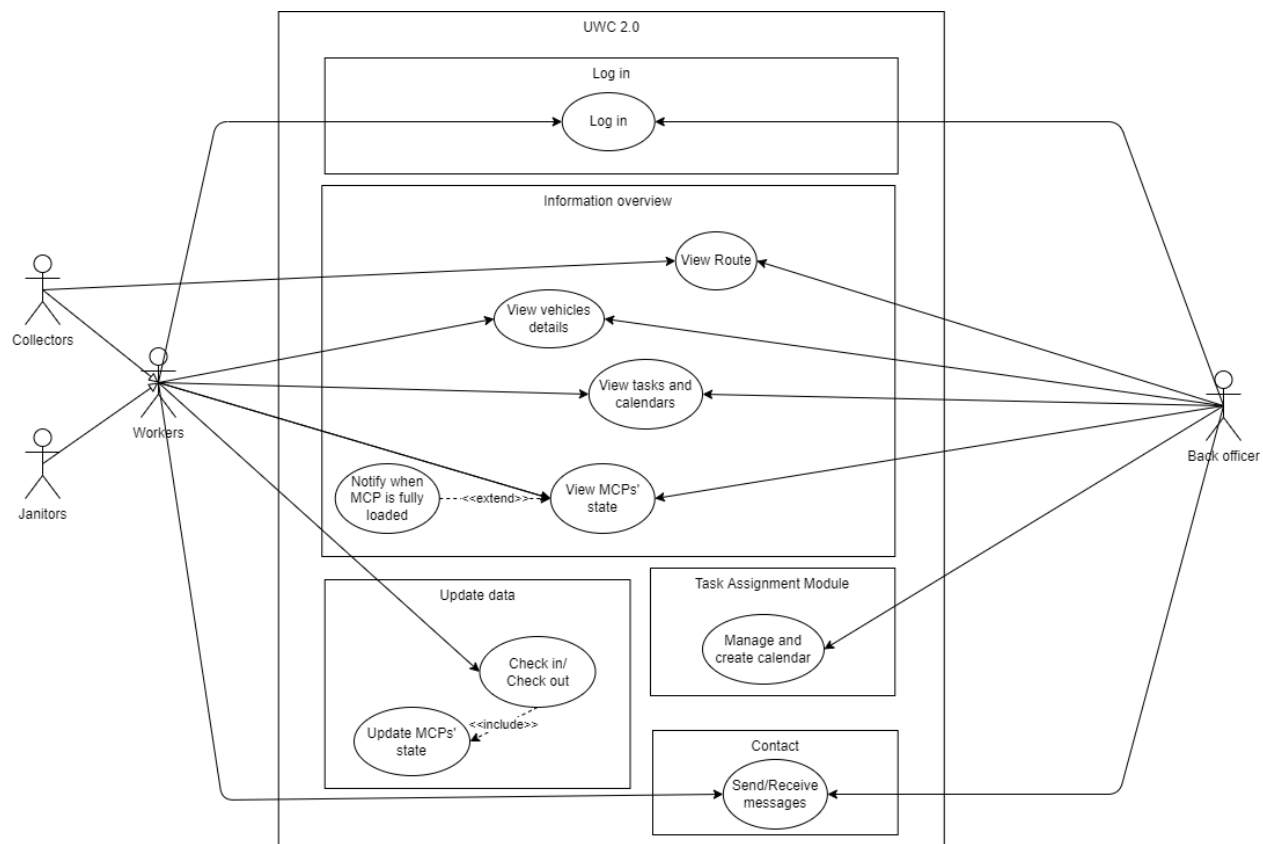 UWC 2.0
Log in
Log in
Information overview
View Route
Collectors
View vehicles
details
View tasks and
calendars
Workers
Back officer
Notify when
MCP is fully
loaded
<<extend>>
View MCPs'
state
Janitors
Update data
Check in/
Check out
<<include>>
Update MCPs'
state
Task Assignment Module
Manage and
create calendar
Contact
Send/Receive
messages